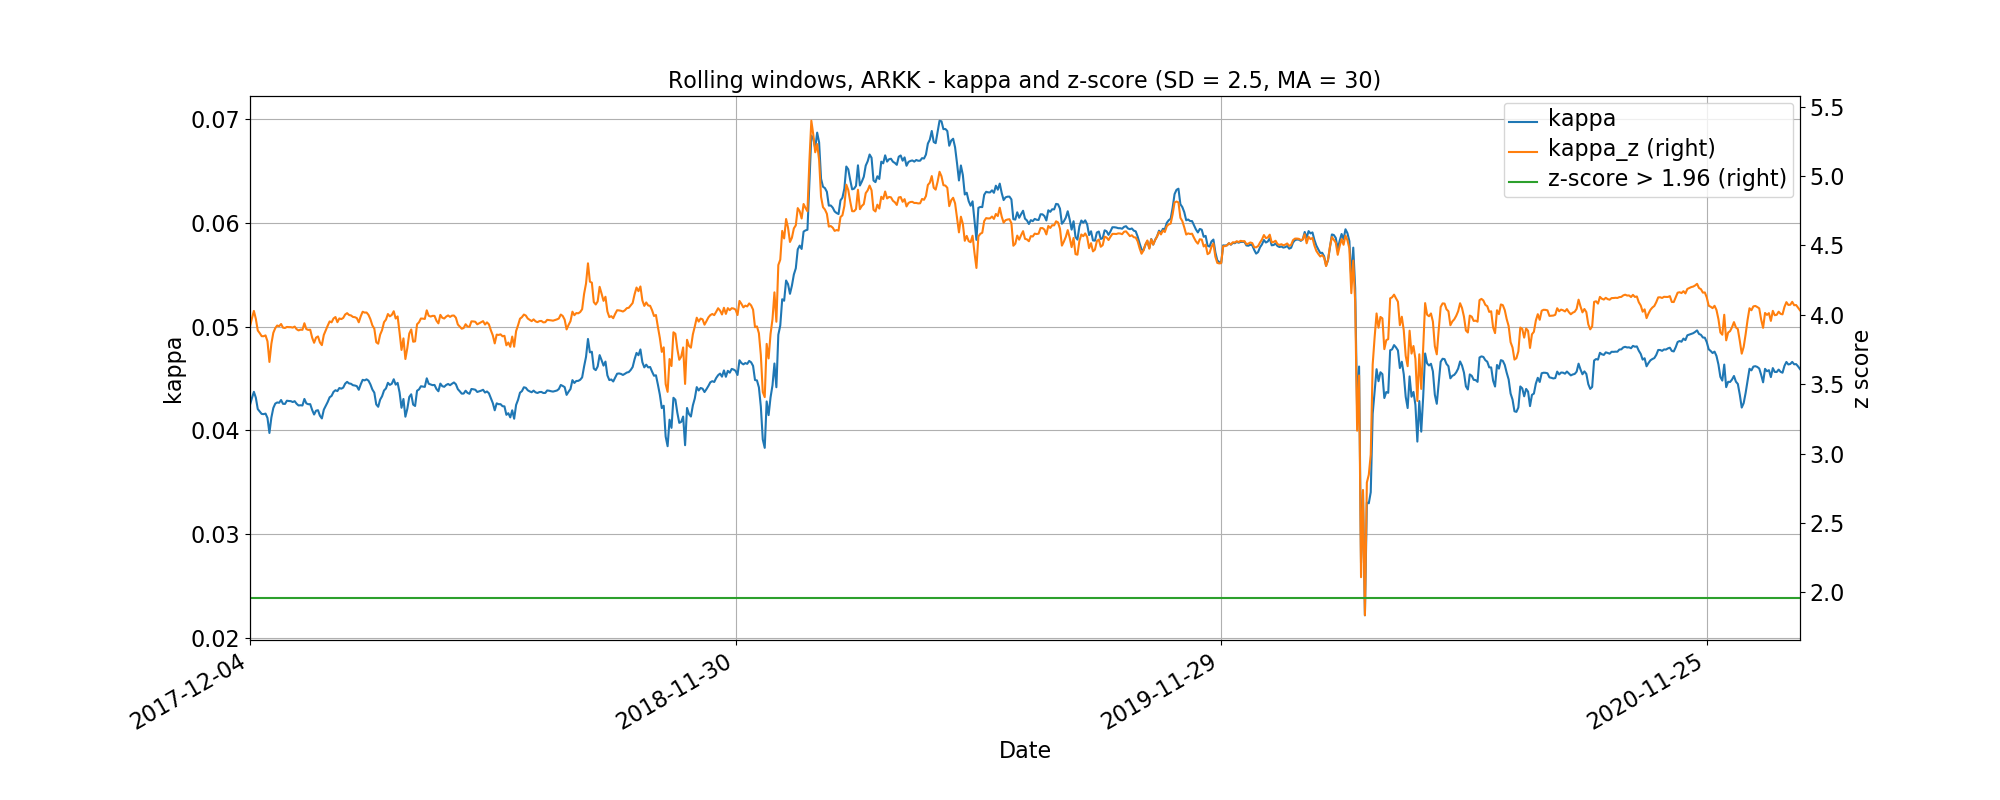 Rolling windows, ARKK - kappa and z-score (SD = 2.5, MA = 30)
0.07
0.06
0.05
0.04
0.03
0.02
kappa
5.5
5.0
4.5
4.0
3.5
3.0
2.5
2.0
z score
kappa
kappa_z (right)
z-score > 1.96 (right)
2017-12-04
2018-11-30
2019-11-29
2020-11-25
Date